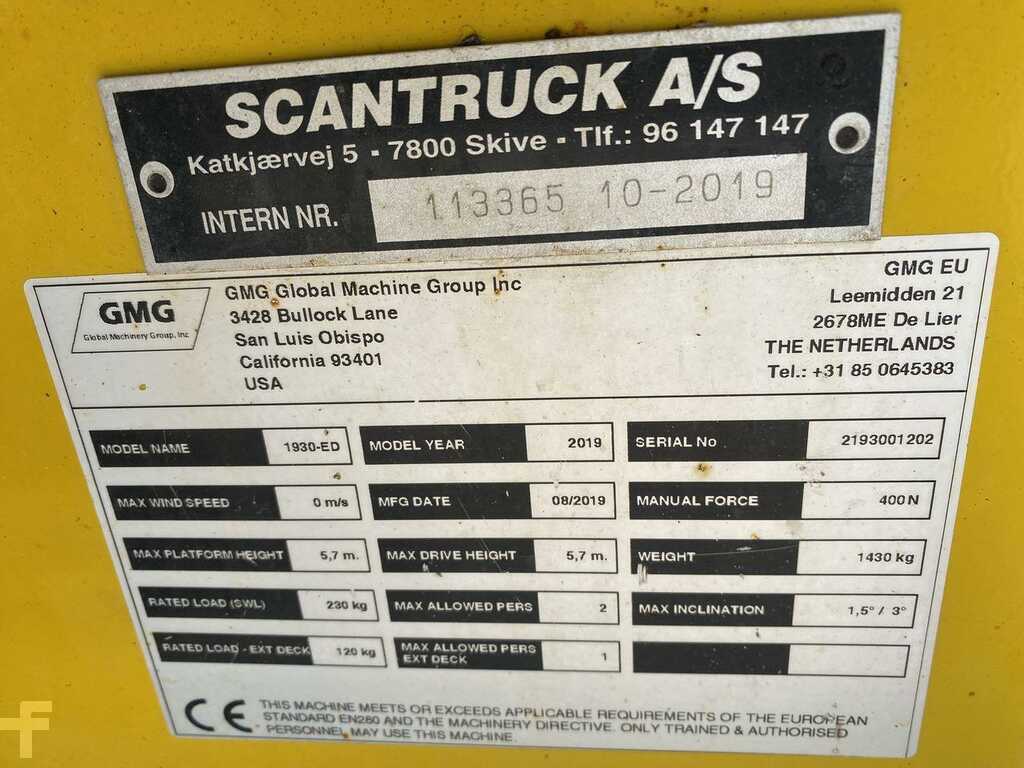 SCANTRUCK A/S
Katkjærvej 5 - 7800 Skive - Tlf.: 96 147 147
INTERN NR. 113365 10-2019
GMG
Global Machinery Group, Inc
GMG Global Machine Group Inc
3428 Bullock Lane
San Luis Obispo
California 93401
USA
GMG EU
Leemidden 21
2678ME De Lier
THE NETHERLANDS
Tel.: +31 85 0645383
MODEL NAME 1930-ED MODEL YEAR 2019 SERIAL No 2193001202
MAX WIND SPEED 0 m/s MFG DATE 08/2019 MANUAL FORCE 400 N
MAX PLATFORM HEIGHT 5,7 m. MAX DRIVE HEIGHT 5,7 m. WEIGHT 1430 kg
RATED LOAD (SWL) 230 kg MAX ALLOWED PERS 2 MAX INCLINATION 1,5° / 3°
RATED LOAD - EXT DECK 120 kg MAX ALLOWED PERS EXT DECK 1
CE THIS MACHINE MEETS OR EXCEEDS APPLICABLE REQUIREMENTS OF THE EUROPEAN
STANDARD EN280 AND THE MACHINERY DIRECTIVE. ONLY TRAINED & AUTHORISED
PERSONNEL MAY USE THIS MACHINE.
f